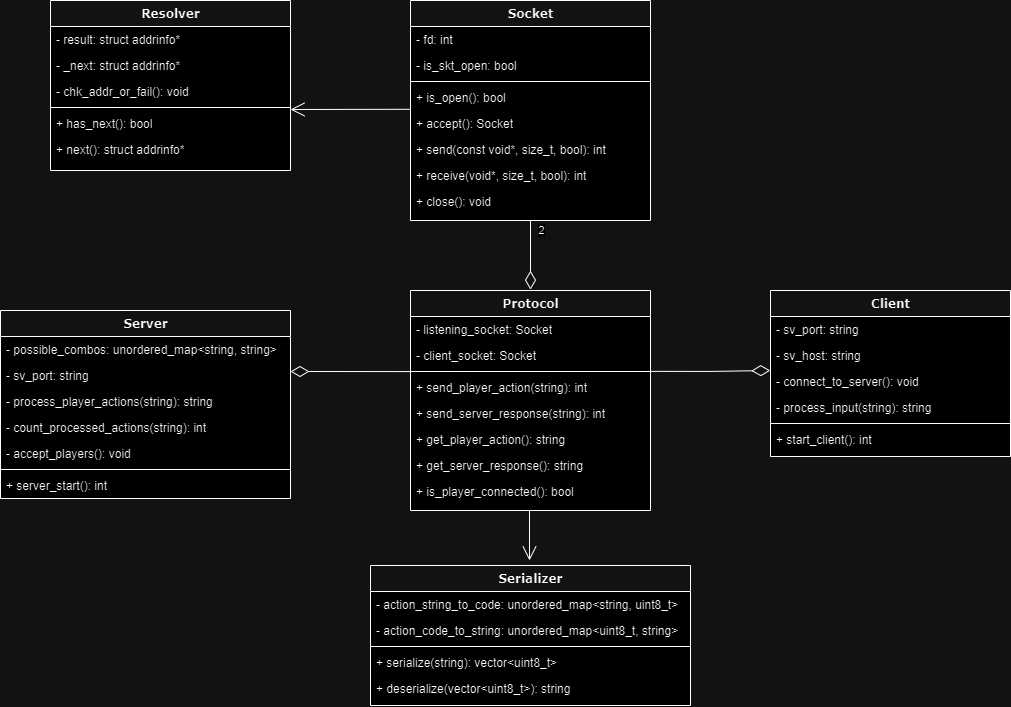 Resolver
- result: struct addrinfo*
- _next: struct addrinfo*
- chk_addr_or_fail(): void
+ has_next(): bool
+ next(): struct addrinfo*
Socket
- fd: int
- is_skt_open: bool
+ is_open(): bool
+ accept(): Socket
+ send(const void*, size_t, bool): int
+ receive(void*, size_t, bool): int
+ close(): void
2
Server
- possible_combos: unordered_map<string, string>
- sv_port: string
- process_player_actions(string): string
- count_processed_actions(string): int
- accept_players(): void
+ server_start(): int
Protocol
- listening_socket: Socket
- client_socket: Socket
+ send_player_action(string): int
+ send_server_response(string): int
+ get_player_action(): string
+ get_server_response(): string
+ is_player_connected(): bool
Client
- sv_port: string
- sv_host: string
- connect_to_server(): void
- process_input(string): string
+ start_client(): int
Serializer
- action_string_to_code: unordered_map<string, uint8_t>
- action_code_to_string: unordered_map<uint8_t, string>
+ serialize(string): vector<uint8_t>
+ deserialize(vector<uint8_t>): string